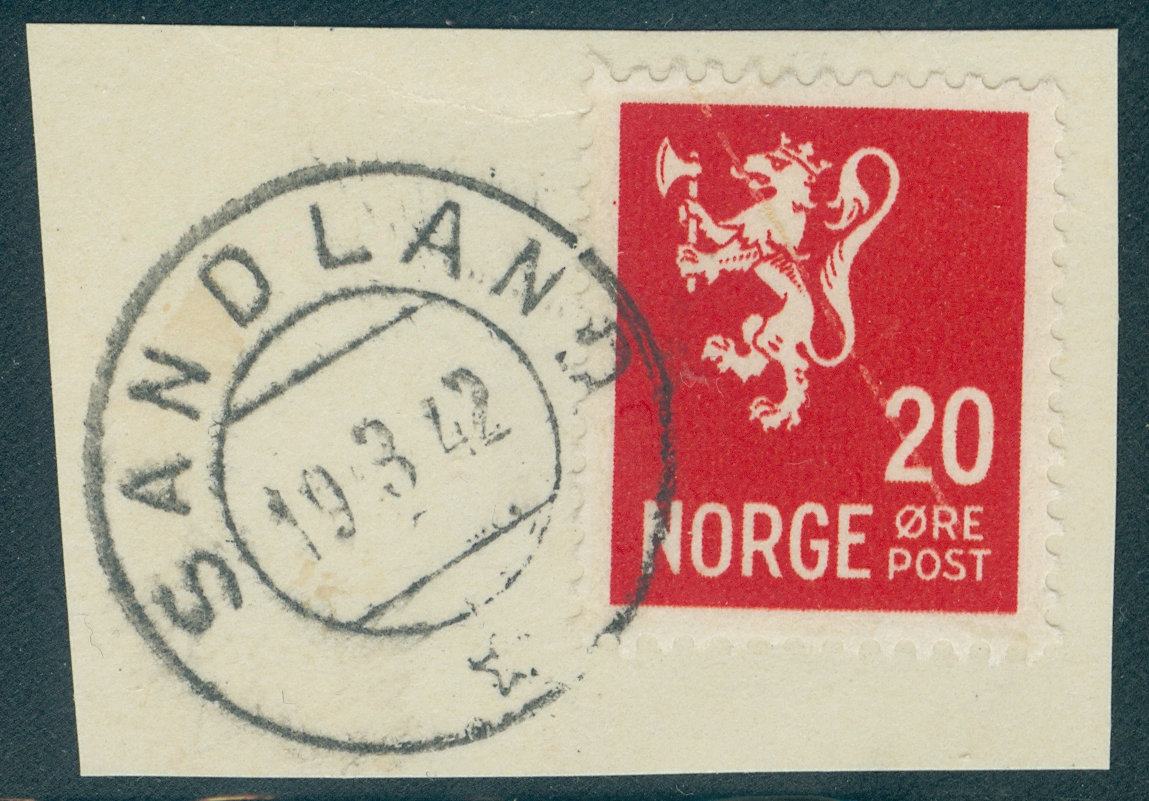 SANDLAND
19.3.42
20
NORGE ØRE
POST